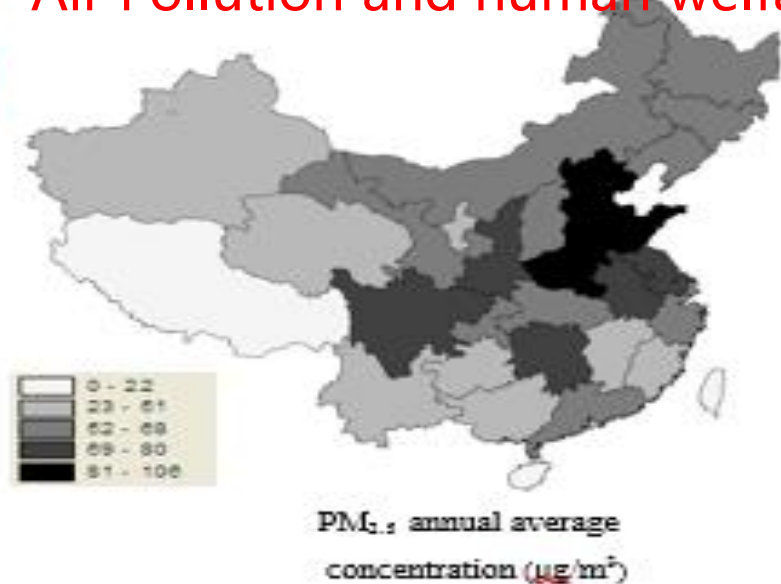 Air Pollution and human welfa
0 - 22
23 - 61
62 - 68
69 - 80
81 - 106
PM2.5 annual average
concentration (μg/m³)